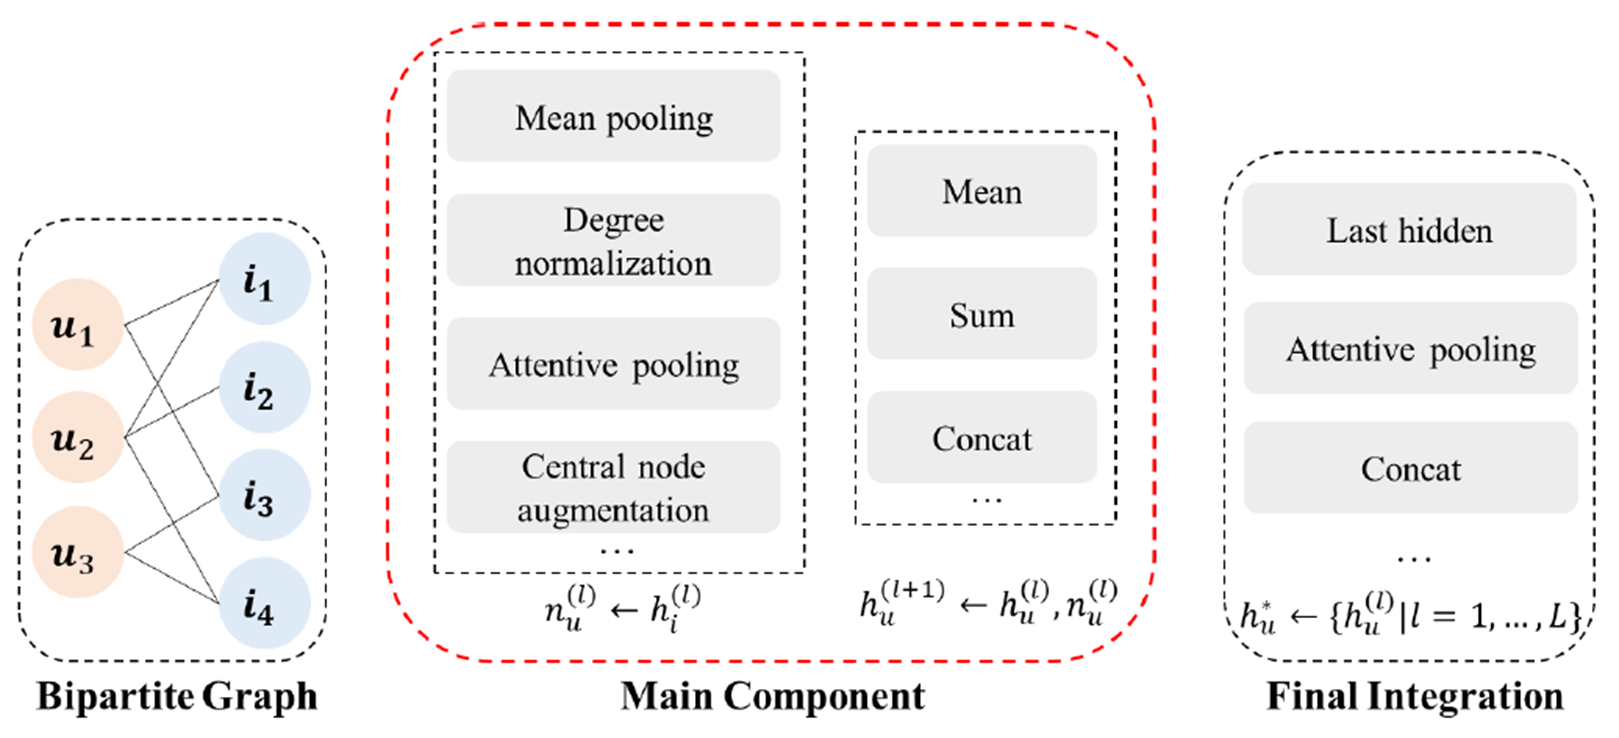 u1
u2
u3
i1
i2
i3
i4
Bipartite Graph
Mean pooling
Degree
normalization
Attentive pooling
Central node
augmentation
...
n_u^(l) ← h_i^(l)
Mean
Sum
Concat
...
h_u^(l+1) ← h_u^(l), n_u^(l)
Main Component
Last hidden
Attentive pooling
Concat
...
h_u^* ← {h_u^(l)|l = 1, ..., L}
Final Integration